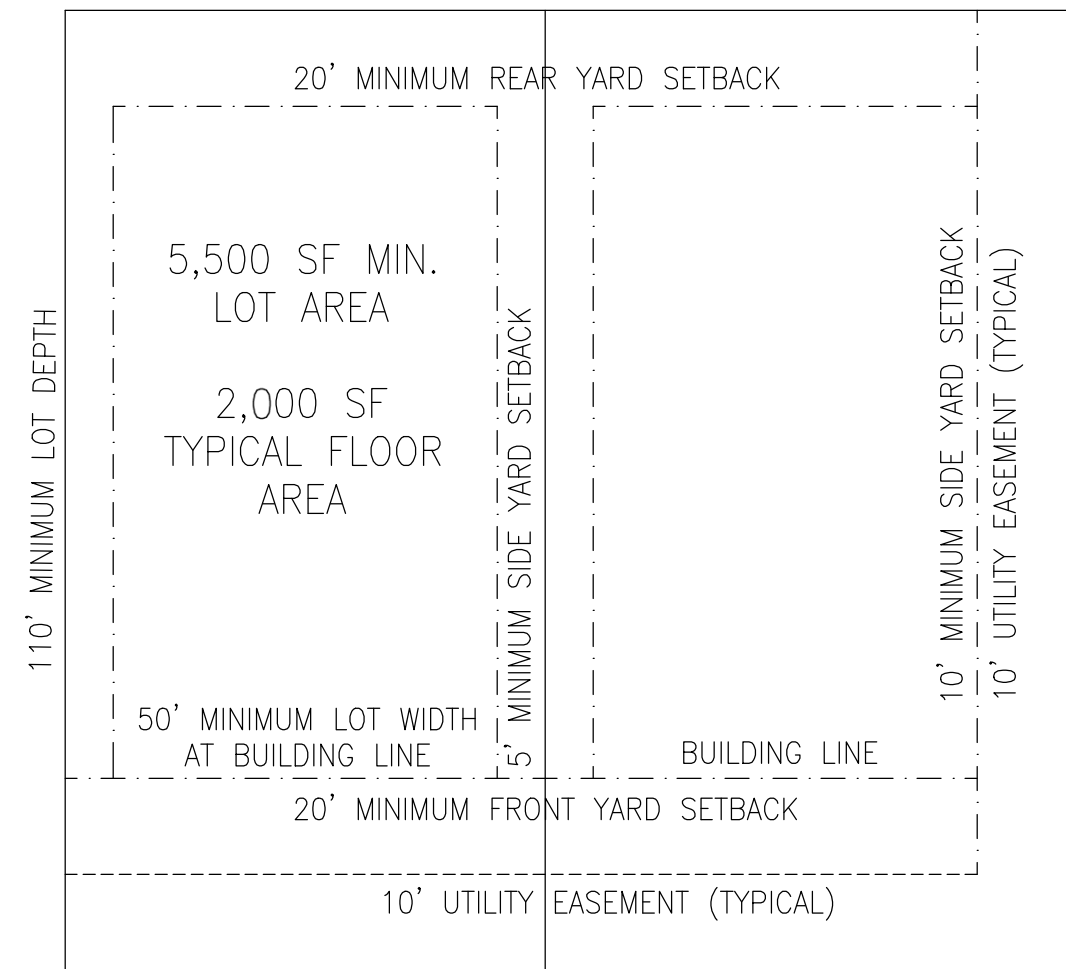 20' MINIMUM REAR YARD SETBACK
5,500 SF MIN.
LOT AREA
2,000 SF
TYPICAL FLOOR
AREA
110' MINIMUM LOT DEPTH
5' MINIMUM SIDE YARD SETBACK
10' MINIMUM SIDE YARD SETBACK
10' UTILITY EASEMENT (TYPICAL)
50' MINIMUM LOT WIDTH
AT BUILDING LINE
BUILDING LINE
20' MINIMUM FRONT YARD SETBACK
10' UTILITY EASEMENT (TYPICAL)